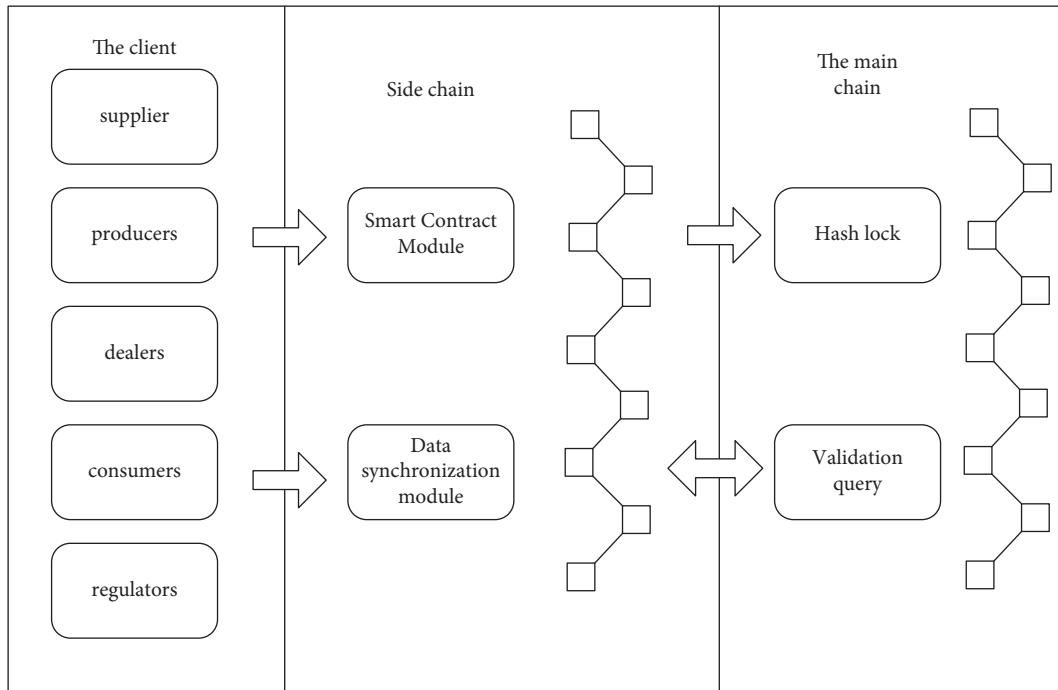 The client
supplier
producers
dealers
consumers
regulators
Side chain
Smart Contract
Module
Data
synchronization
module
The main
chain
Hash lock
Validation
query